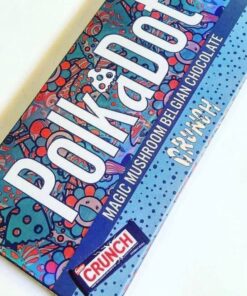 PolkaDot
MAGIC MUSHROOM BELGIAN CHOCOLATE
CRUNCH
CRUNCH